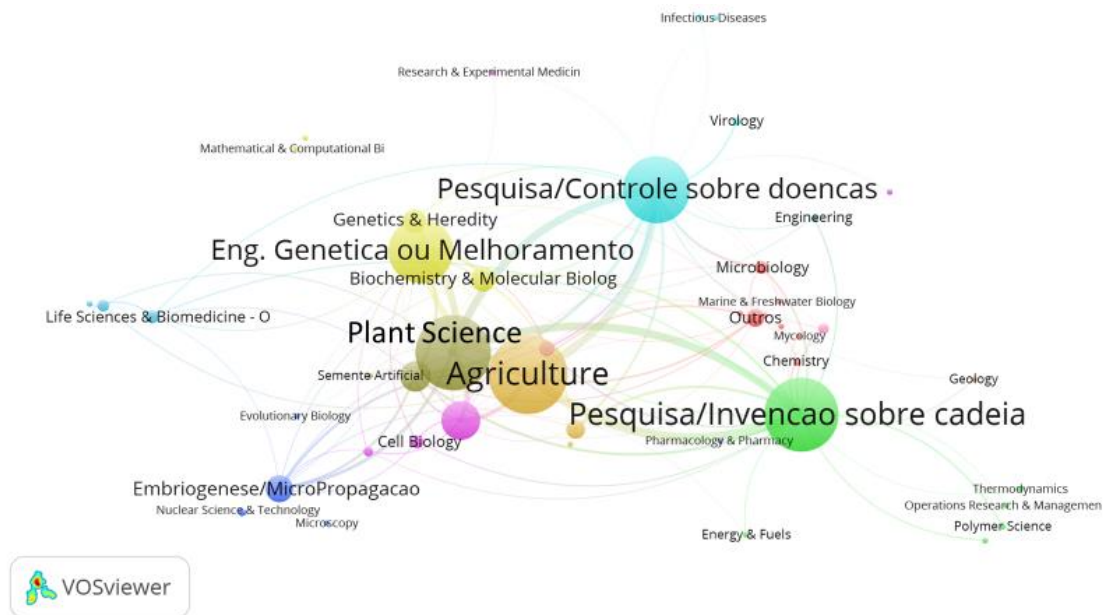 Infectious Diseases
Research & Experimental Medicin
Virology
Mathematical & Computational Bi
Pesquisa/Controle sobre doencas
Genetics & Heredity
Engineering
Eng. Genetica ou Melhoramento
Biochemistry & Molecular Biolog
Microbiology
Marine & Freshwater Biology
Life Sciences & Biomedicine - O
Outros
Plant Science
Mycology
Chemistry
Semente Artificial
Agriculture
Geology
Evolutionary Biology
Pesquisa/Invencao sobre cadeia
Cell Biology
Pharmacology & Pharmacy
Embriogenese/MicroPropagacao
Thermodynamics
Nuclear Science & Technology
Operations Research & Managemen
Microscopy
Polymer Science
Energy & Fuels
VOSviewer